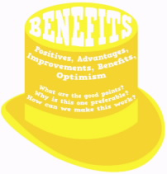 BENEFITS
Positives, Advantages,
Improvements, Benefits,
Optimism
What are the good points?
Why is this one preferable?
How can we make this work?